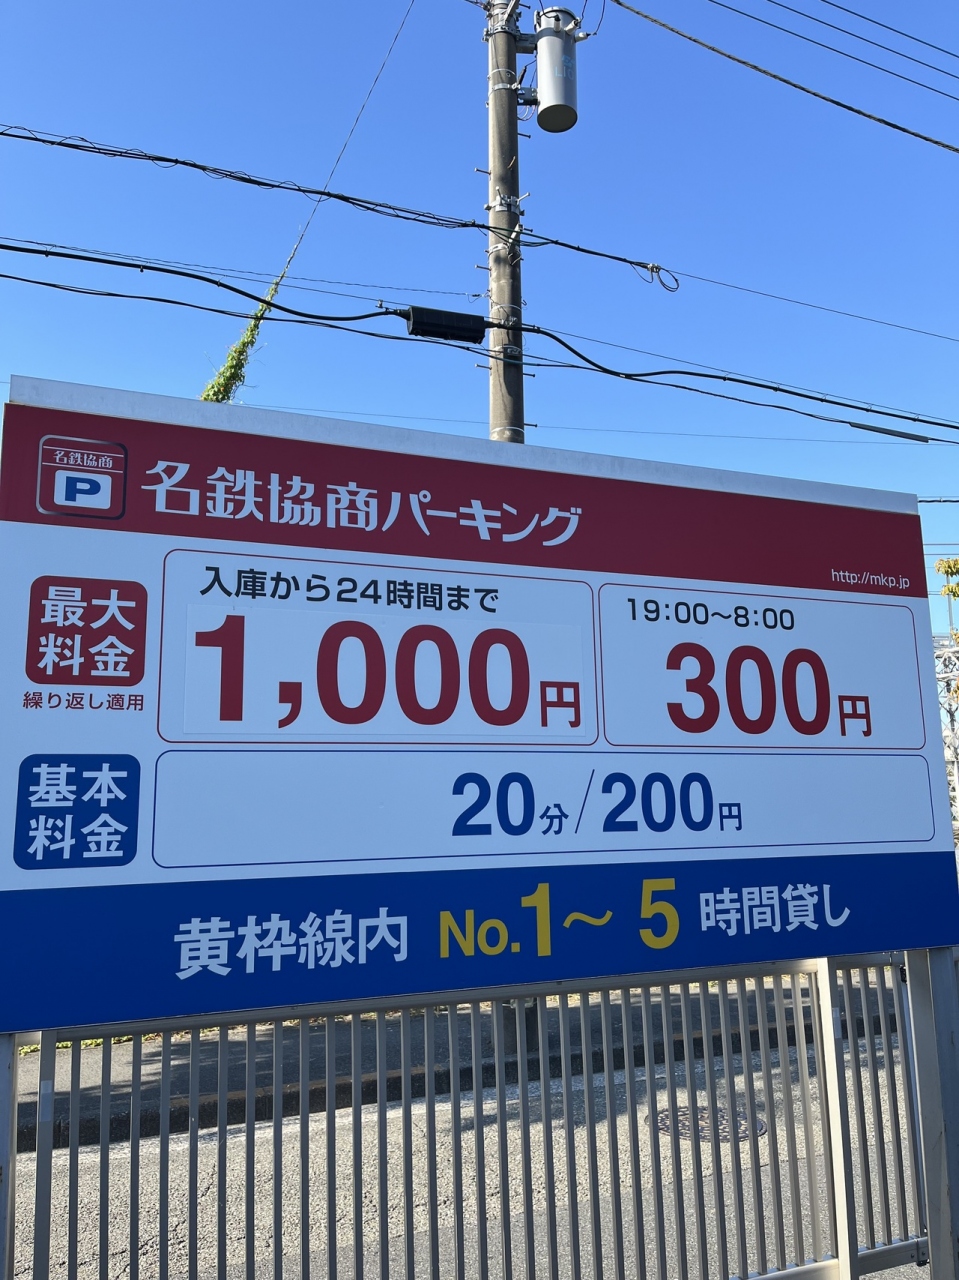 名鉄協商
P
名鉄協商パーキング
http://mkp.jp
最大
料金
繰り返し適用
入庫から24時間まで
1,000円
19:00～8:00
300円
基本
料金
20分/200円
黄枠線内 No.1～5 時間貸し